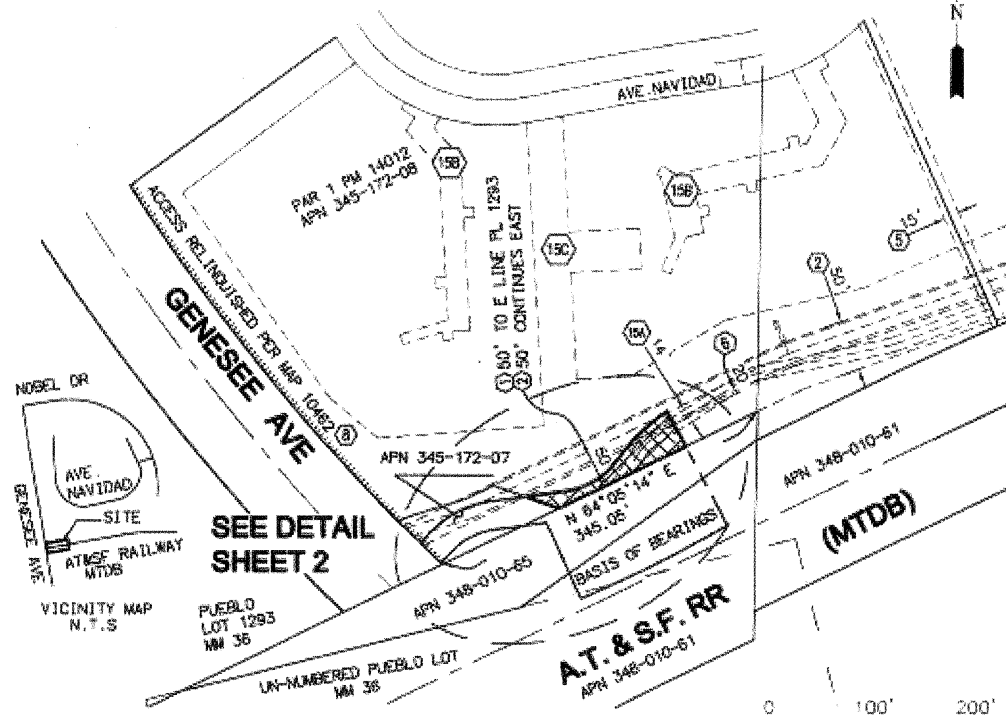 N
AVE NAVIDAD
15B
PAR 1 PM 14012
APN 345-172-08
15B
15C
① 50' TO E LINE PL 1293
② 50' CONTINUES EAST
15'
5
2
50'
ACCESS RELINQUISHED PER MAP 10462
8
GENESEE AVE
15A
14'
6
APN 345-172-07
N 64°05'14" E
345.05'
BASIS OF BEARINGS
APN 348-010-61
(MTDB)
NOBEL DR
AVE.
NAVIDAD
GENESEE AVE
SITE
AT&SF RAILWAY
MTDB
VICINITY MAP
N.T.S
SEE DETAIL
SHEET 2
PUEBLO
LOT 1293
MM 36
APN 348-010-65
UN-NUMBERED PUEBLO LOT
MM 36
A.T. & S.F. RR
APN 348-010-61
0 100' 200'